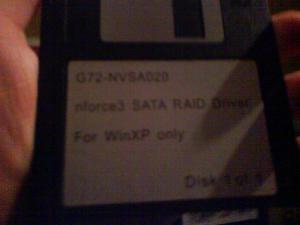 G72-NVSA020
nforce3 SATA RAID Driver
For WinXP only
Disk 1 of 1